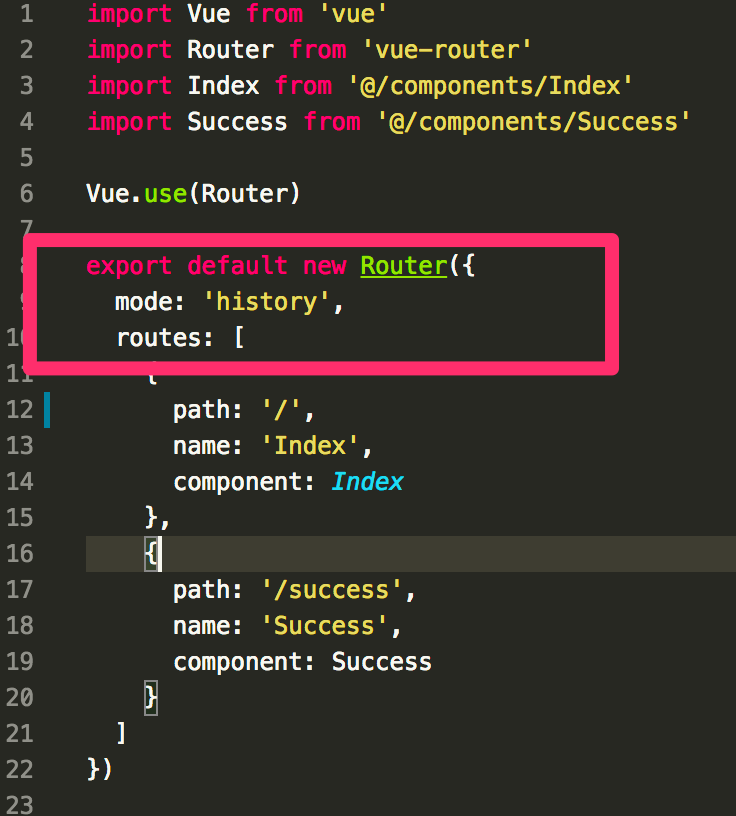 1 import Vue from 'vue'
2 import Router from 'vue-router'
3 import Index from '@/components/Index'
4 import Success from '@/components/Success'
5
6 Vue.use(Router)
7
8 export default new Router({
9   mode: 'history',
10   routes: [
11     {
12       path: '/',
13       name: 'Index',
14       component: Index
15     },
16     {
17       path: '/success',
18       name: 'Success',
19       component: Success
20     }
21   ]
22 })
23